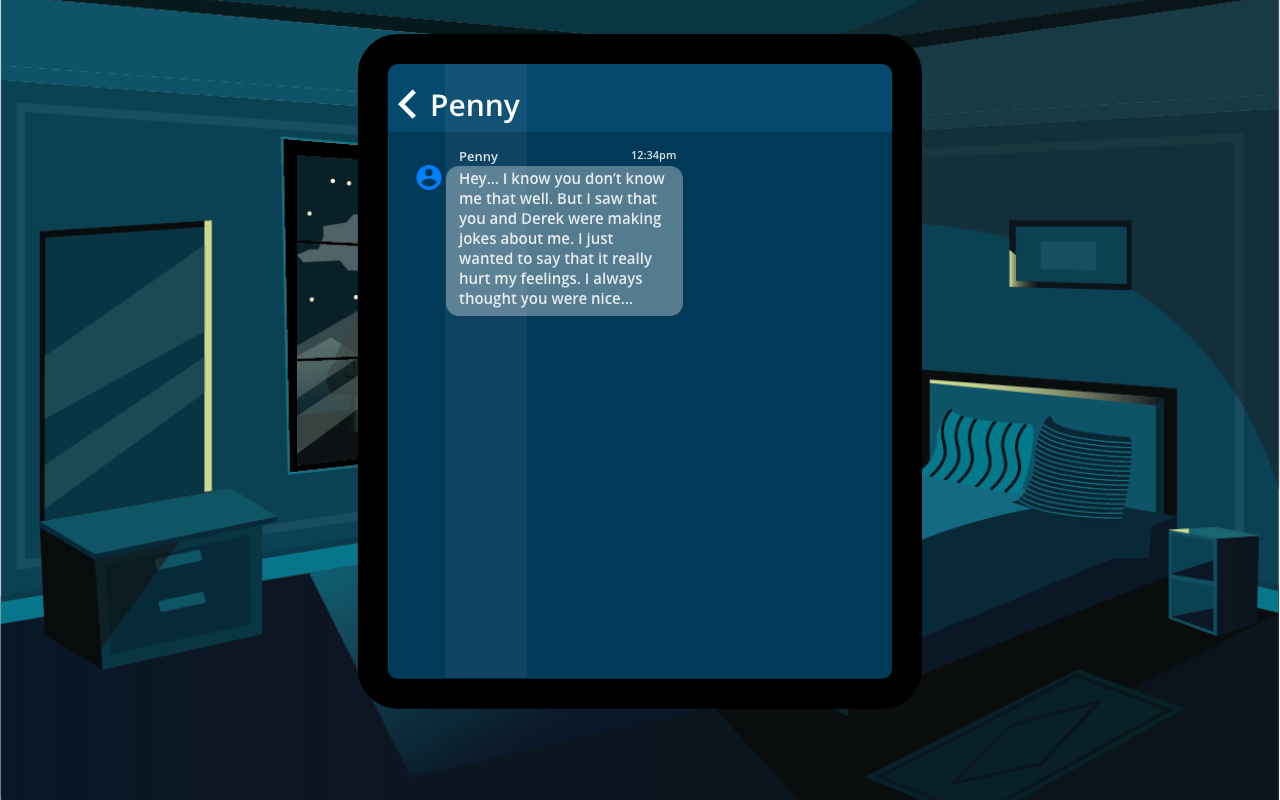 Penny
Penny 12:34pm
Hey... I know you don’t know
me that well. But I saw that
you and Derek were making
jokes about me. I just
wanted to say that it really
hurt my feelings. I always
thought you were nice...